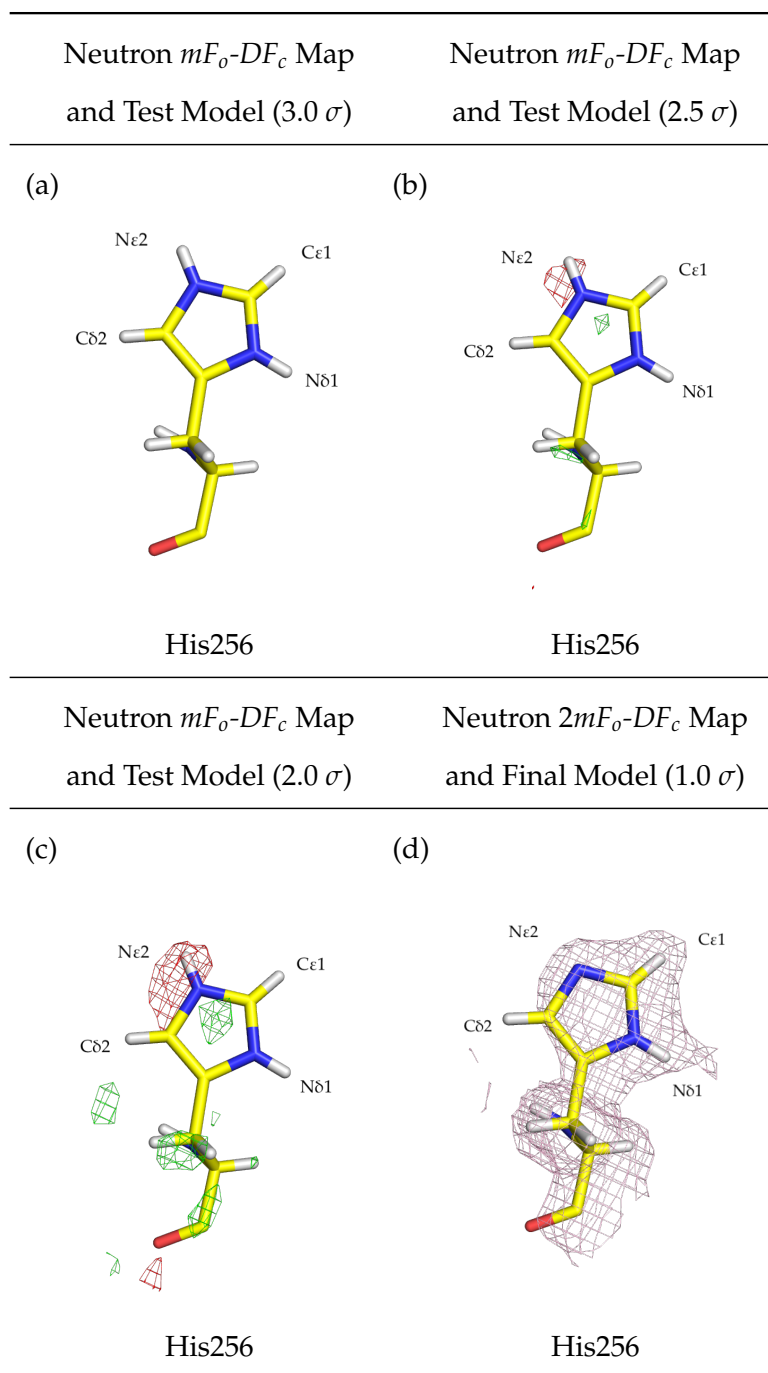 Neutron mFo-DFc Map
and Test Model (3.0 σ)
Neutron mFo-DFc Map
and Test Model (2.5 σ)
(a)
Nε2
Cε1
Cδ2
Nδ1
His256
(b)
Nε2
Cε1
Cδ2
Nδ1
His256
Neutron mFo-DFc Map
and Test Model (2.0 σ)
Neutron 2mFo-DFc Map
and Final Model (1.0 σ)
(c)
Nε2
Cε1
Cδ2
Nδ1
His256
(d)
Nε2
Cε1
Cδ2
Nδ1
His256